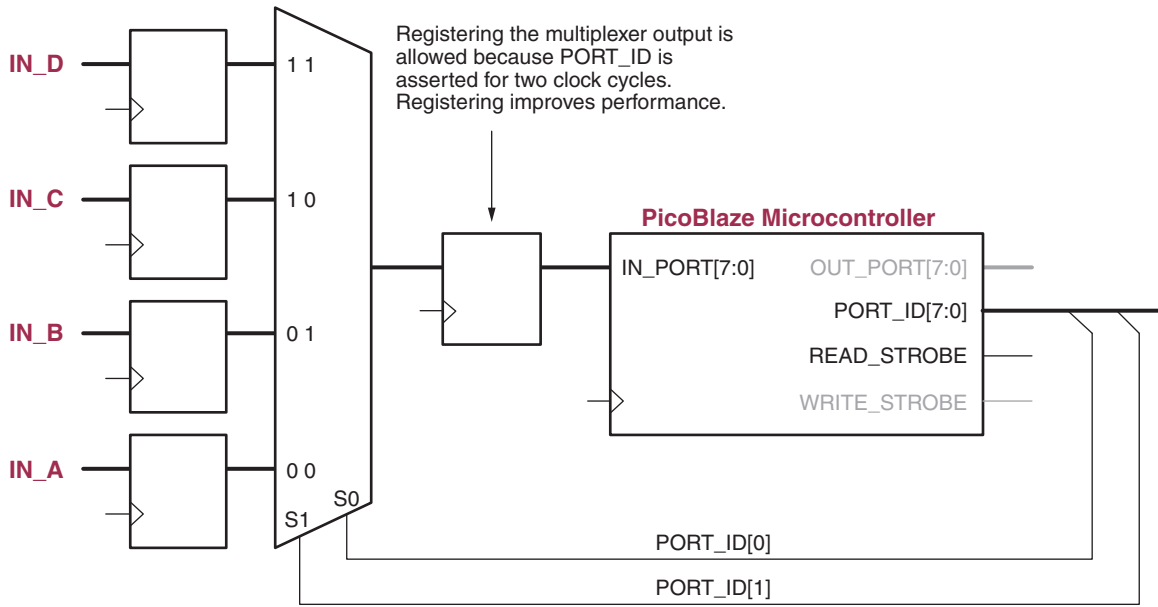 Registering the multiplexer output is
allowed because PORT_ID is
asserted for two clock cycles.
Registering improves performance.
IN_D
1 1
IN_C
1 0
PicoBlaze Microcontroller
IN_PORT[7:0]
OUT_PORT[7:0]
PORT_ID[7:0]
IN_B
0 1
READ_STROBE
WRITE_STROBE
IN_A
0 0
S0
S1
PORT_ID[0]
PORT_ID[1]